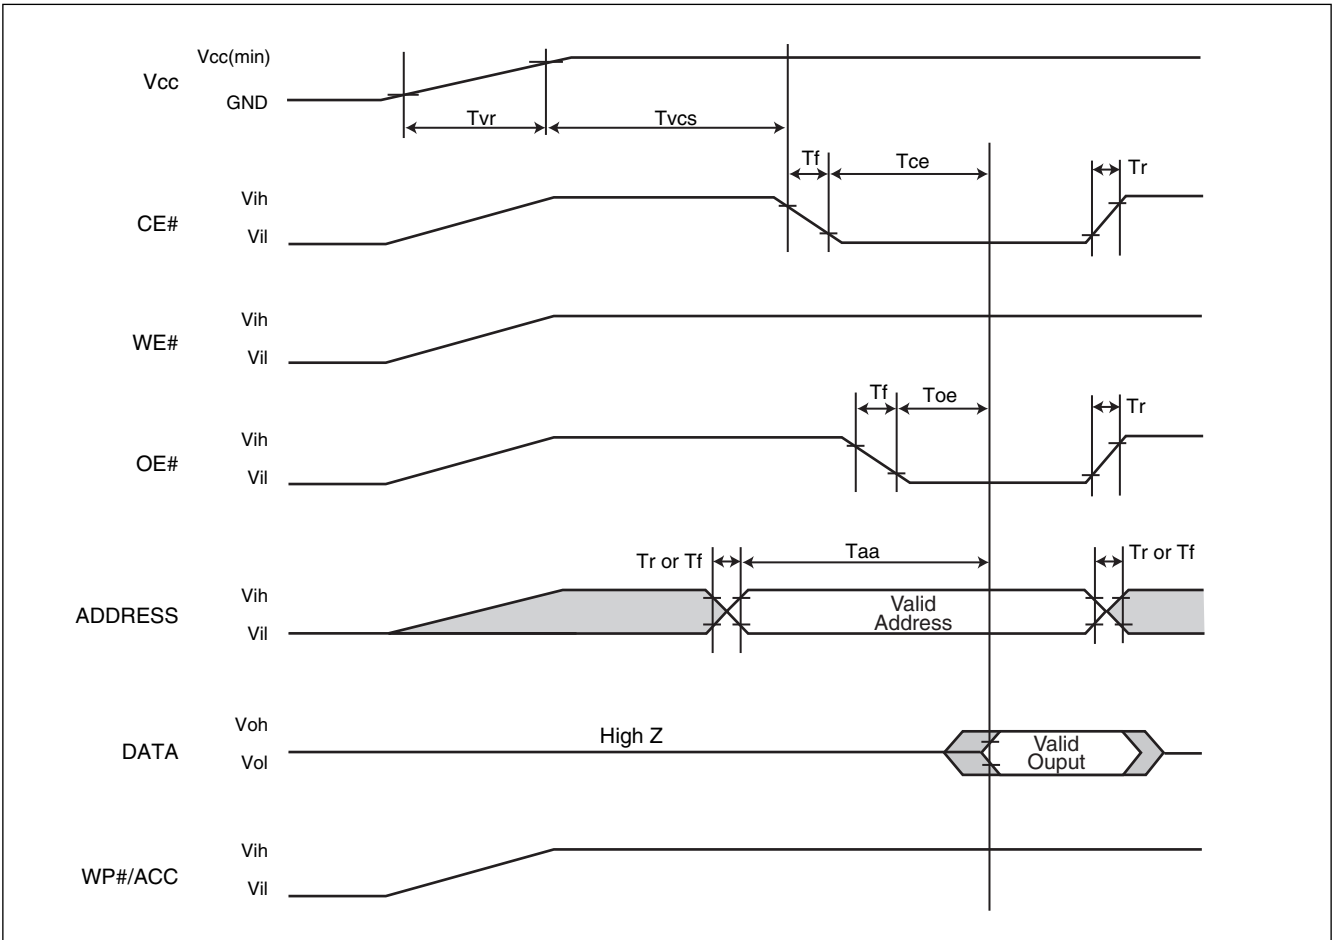 Vcc(min)
Vcc
GND
Tvr
Tvcs
Tf
Tce
Tr
Vih
CE#
Vil
Vih
WE#
Vil
Tf
Toe
Tr
Vih
OE#
Vil
Tr or Tf
Taa
Tr or Tf
Vih
ADDRESS
Vil
Valid
Address
Voh
DATA
Vol
High Z
Valid
Ouput
Vih
WP#/ACC
Vil